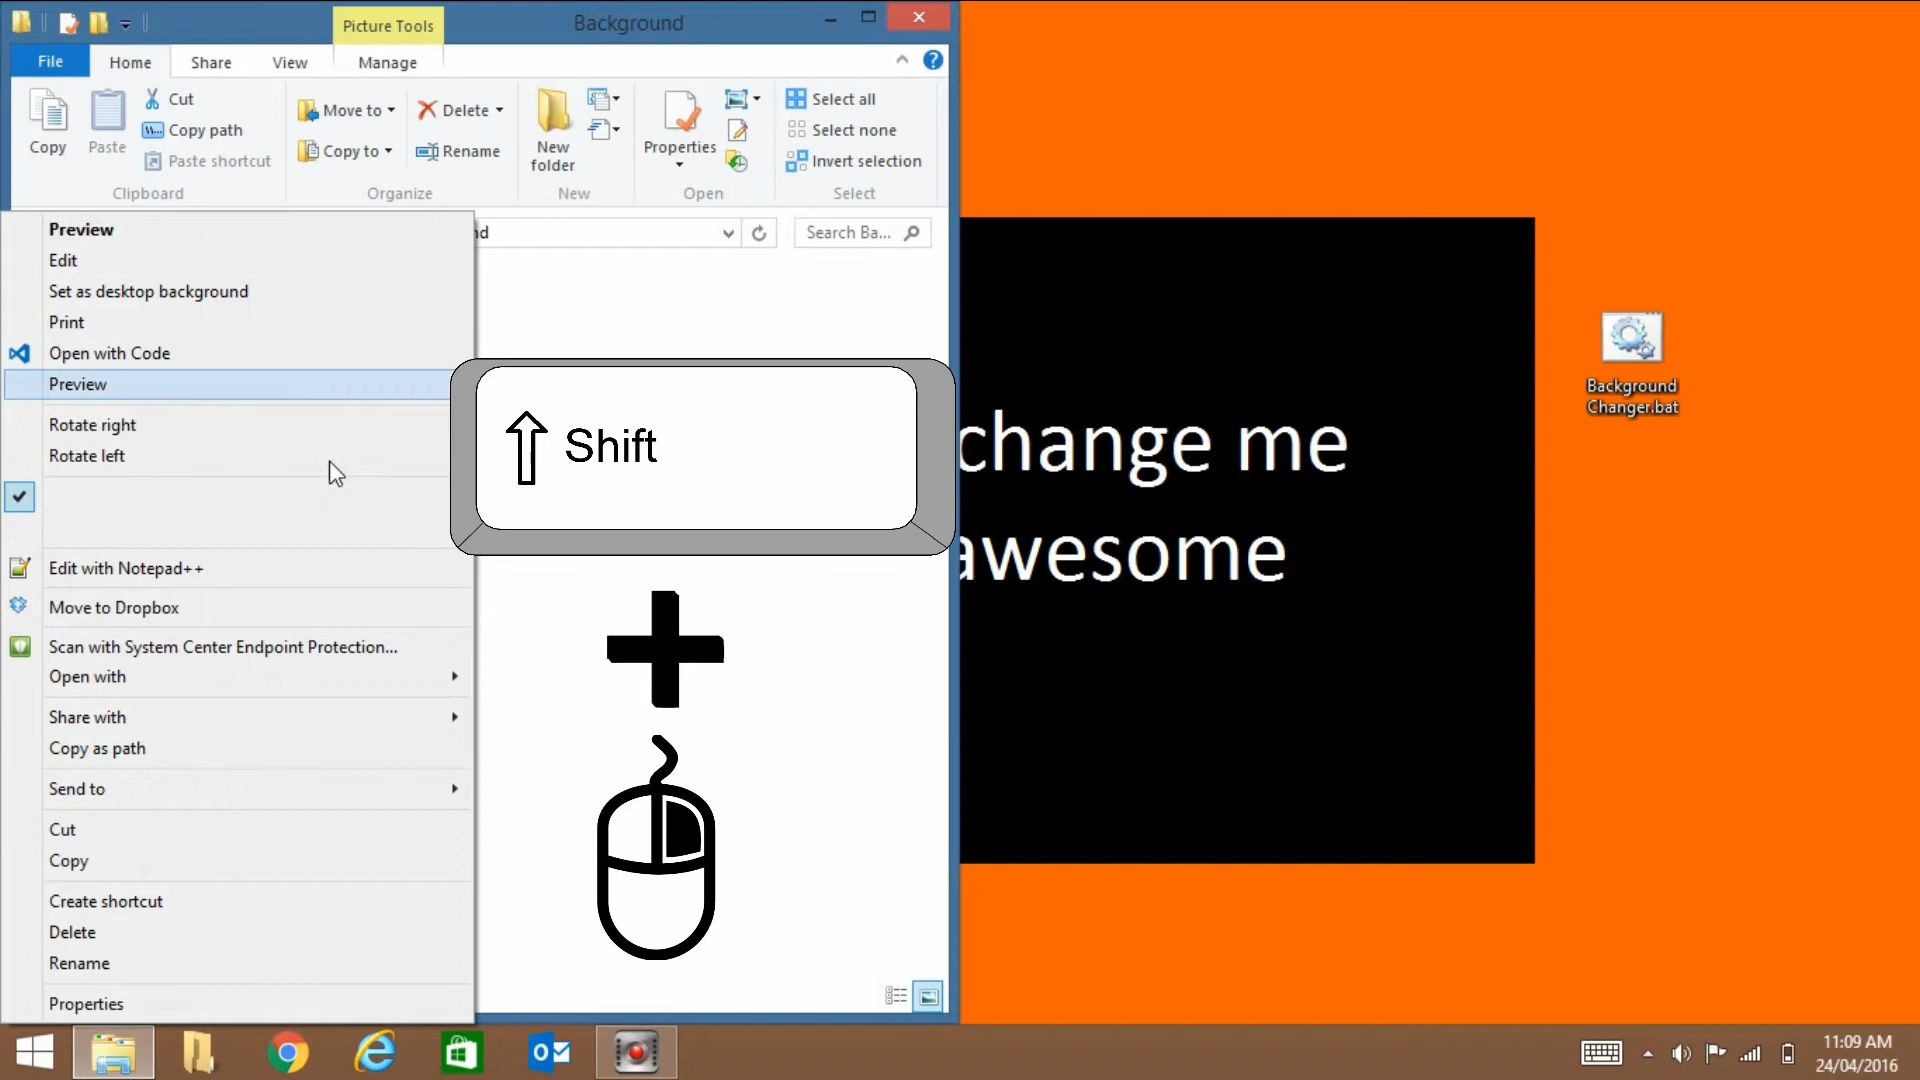 Picture Tools
Background
File
Home
Share
View
Manage
Copy
Paste
Cut
Copy path
Paste shortcut
Clipboard
Move to
Copy to
Delete
Rename
Organize
New
folder
New
Properties
Open
Select all
Select none
Invert selection
Select
nd
Search Ba...
Preview
Edit
Set as desktop background
Print
Open with Code
Preview
Rotate right
Rotate left
Edit with Notepad++
Move to Dropbox
Scan with System Center Endpoint Protection...
Open with
Share with
Copy as path
Send to
Cut
Copy
Create shortcut
Delete
Rename
Properties
Shift
change me
awesome
Background
Changer.bat
11:09 AM
24/04/2016